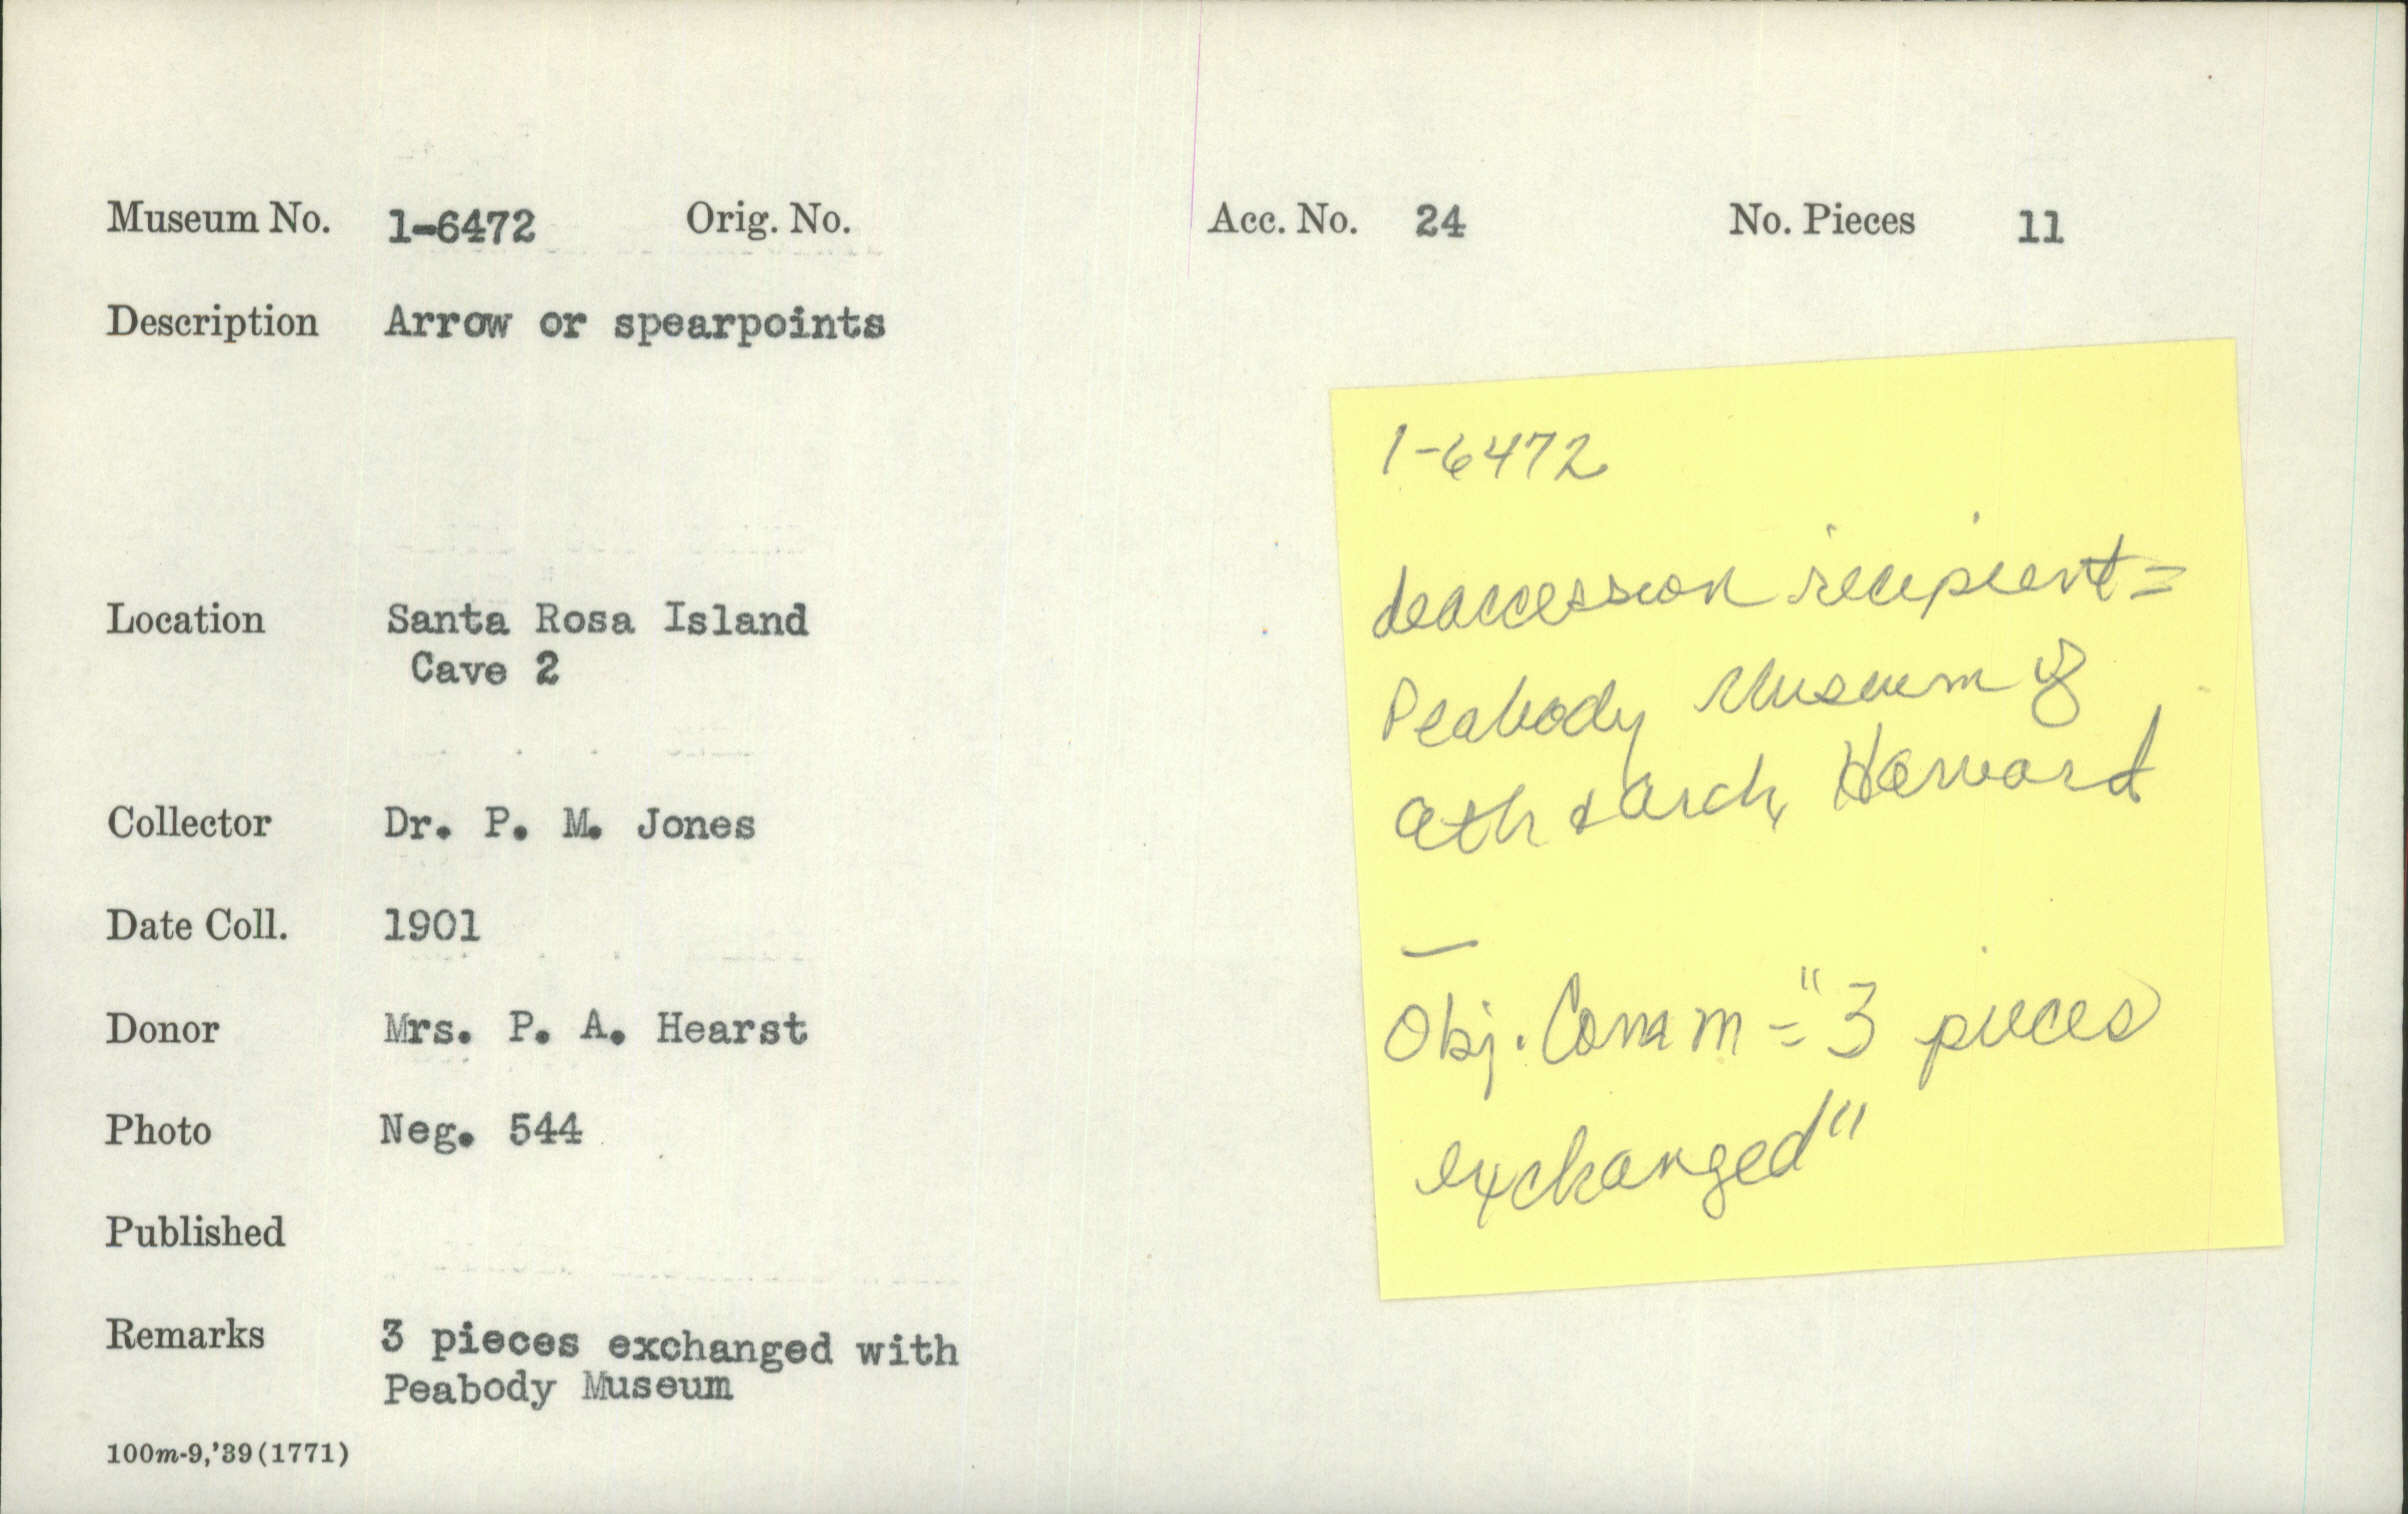 Museum No. 1-6472 Orig. No. Acc. No. 24 No. Pieces 11
Description Arrow or spearpoints
Location Santa Rosa Island
Cave 2
Collector Dr. P. M. Jones
Date Coll. 1901
Donor Mrs. P. A. Hearst
Photo Neg. 544
Published
Remarks 3 pieces exchanged with
Peabody Museum
100m-9,'39(1771)
1-6472
deaccession recipient =
Peabody Museum of
Eth & Arch, Harvard
—
Obj. Comm = "3 pieces
exchanged"